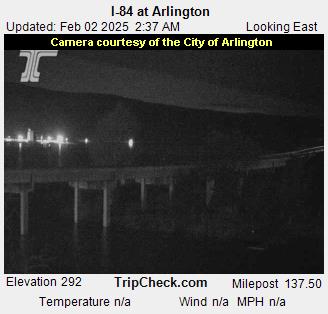 I-84 at Arlington
Updated: Feb 02 2025 2:37 AM Looking East
Camera courtesy of the City of Arlington
Elevation 292 TripCheck.com Milepost 137.50
Temperature n/a Wind n/a MPH n/a